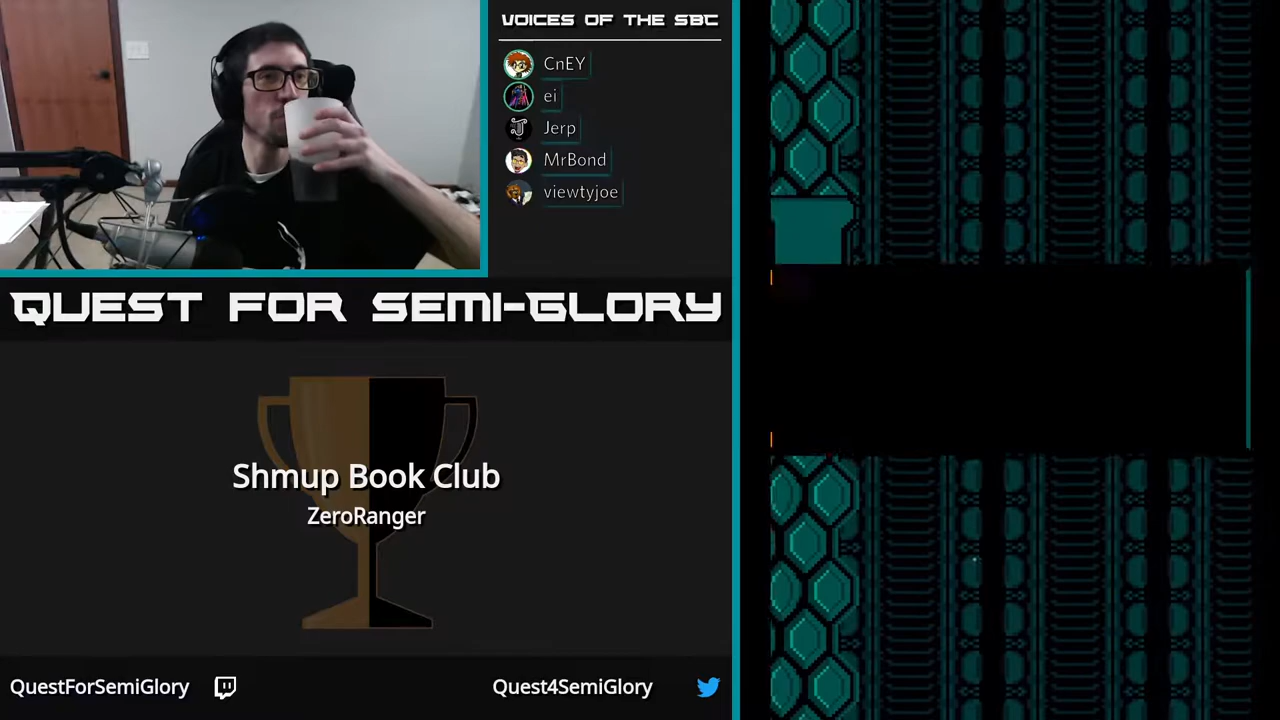 VOICES OF THE SBC
CnEY
ei
Jerp
MrBond
viewtyjoe
QUEST FOR SEMI-GLORY
Shmup Book Club
ZeroRanger
QuestForSemiGlory
Quest4SemiGlory